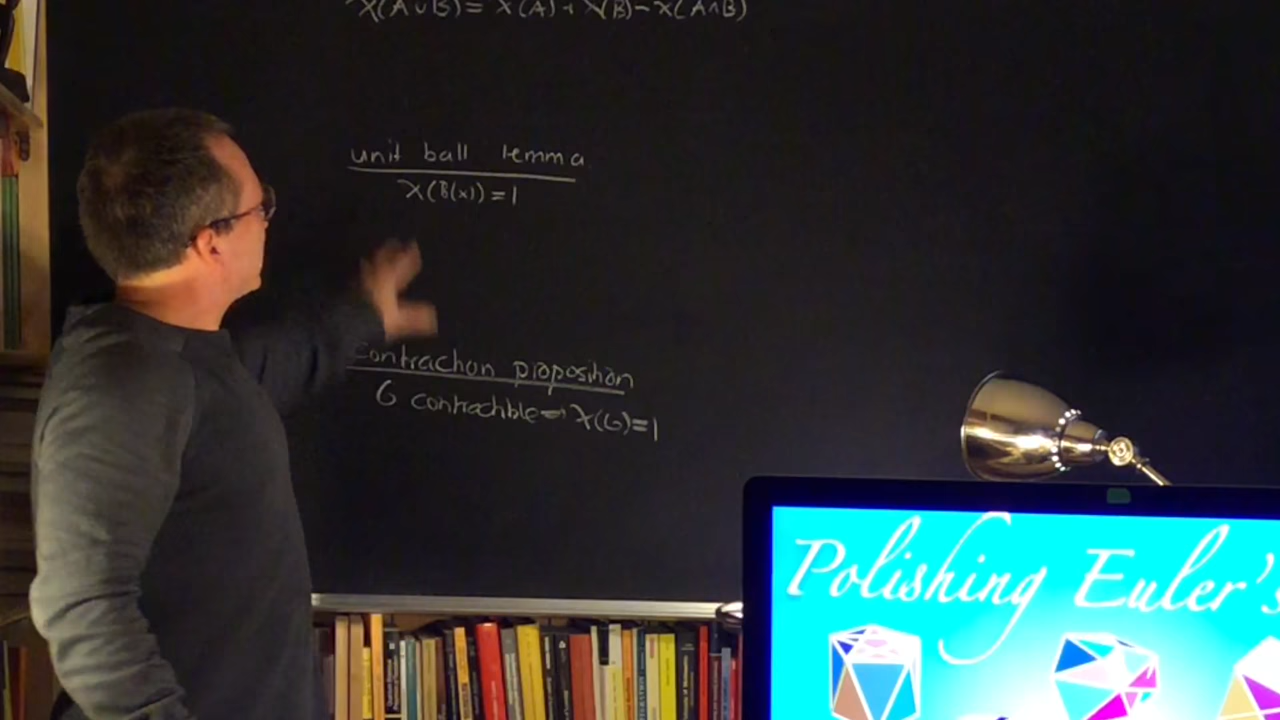 X(A∪B) = X(A) + X(B) - X(A∩B)
unit ball lemma
X(B(x)) = 1
Contraction proposition
G contractible ⇒ X(G) = 1
Polishing Euler's